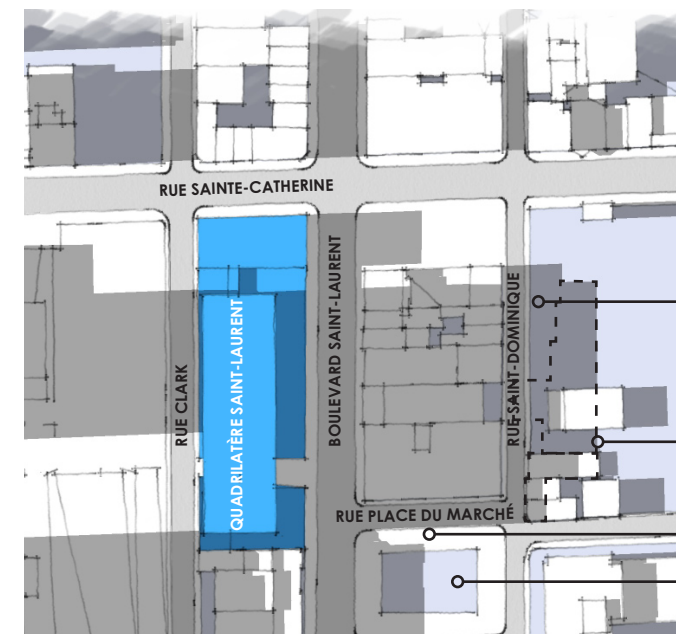 RUE SAINTE-CATHERINE
RUE CLARK
QUADRILATÈRE SAINT-LAURENT
BOULEVARD SAINT-LAURENT
RUE SAINT-DOMINIQUE
RUE PLACE DU MARCHÉ